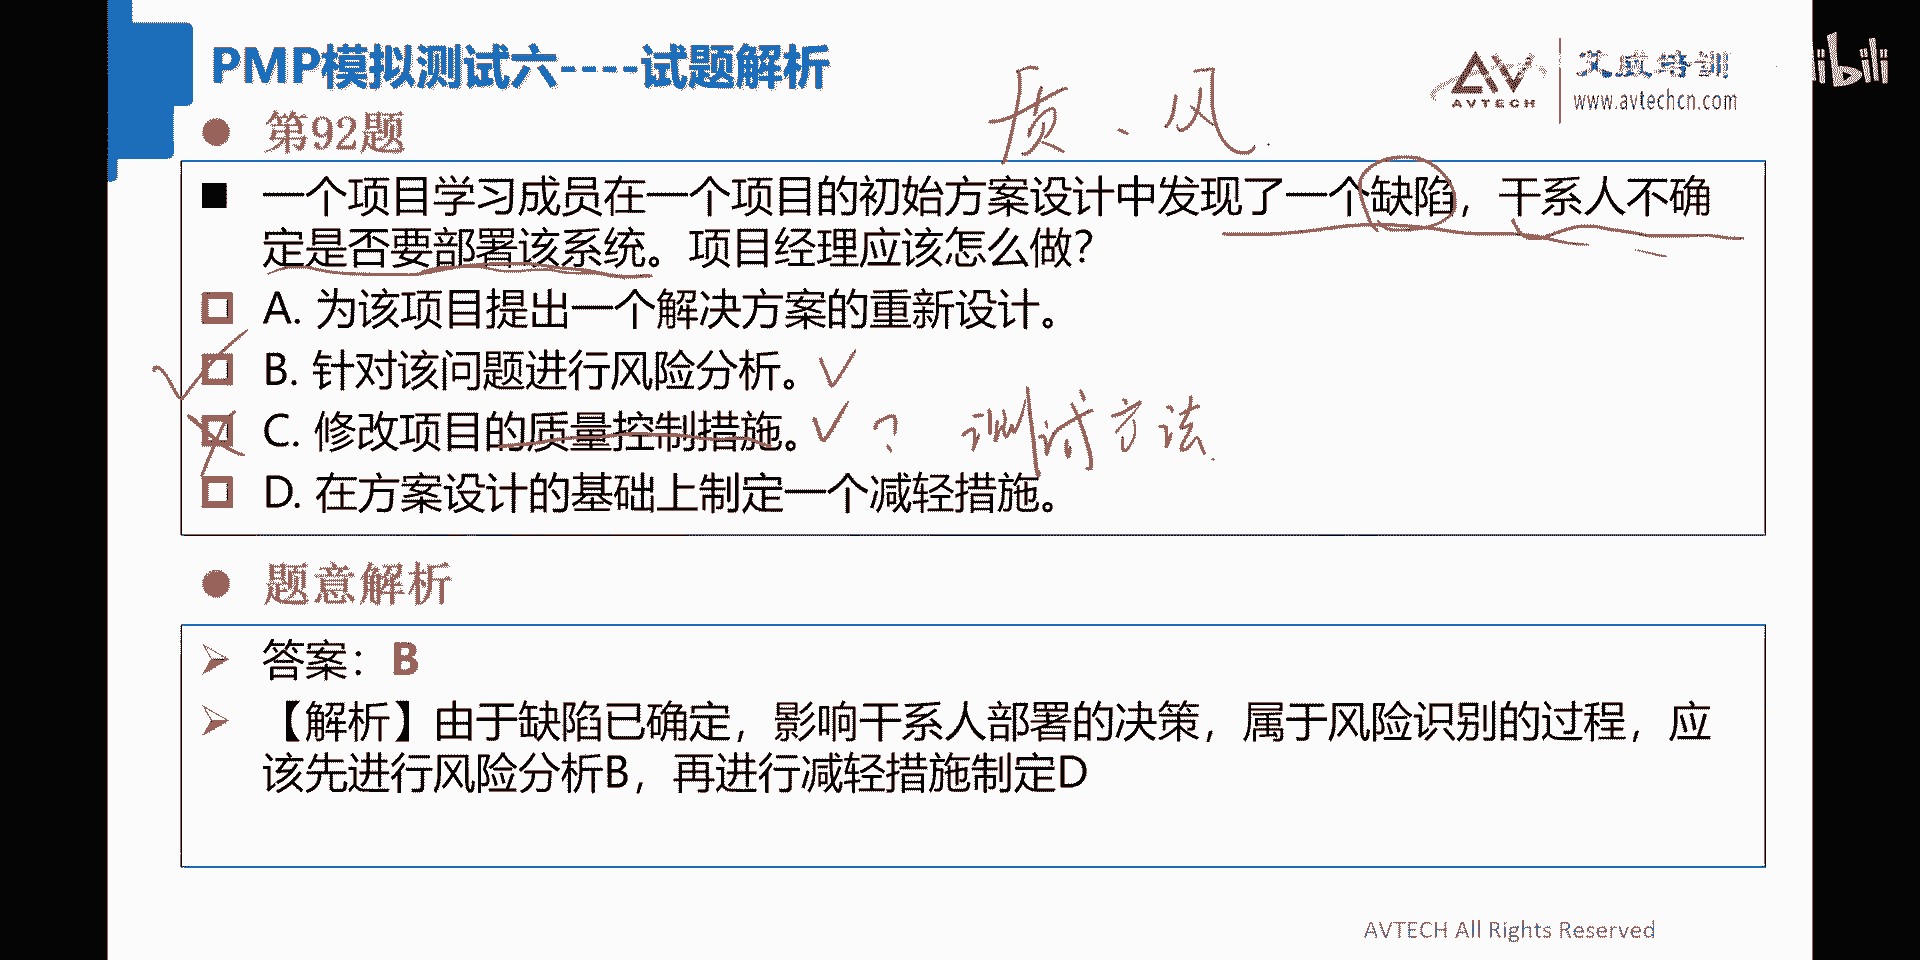 PMP模拟测试六----试题解析
AVTECH
艾威培训
www.avtechcn.com
第92题
质、风
一个项目学习成员在一个项目的初始方案设计中发现了一个缺陷，干系人不确
定是否要部署该系统。项目经理应该怎么做？
A. 为该项目提出一个解决方案的重新设计。
B. 针对该问题进行风险分析。
C. 修改项目的质量控制措施。 ？ 测试方法
D. 在方案设计的基础上制定一个减轻措施。
题意解析
答案：B
【解析】由于缺陷已确定，影响干系人部署的决策，属于风险识别的过程，应
该先进行风险分析B，再进行减轻措施制定D
AVTECH All Rights Reserved